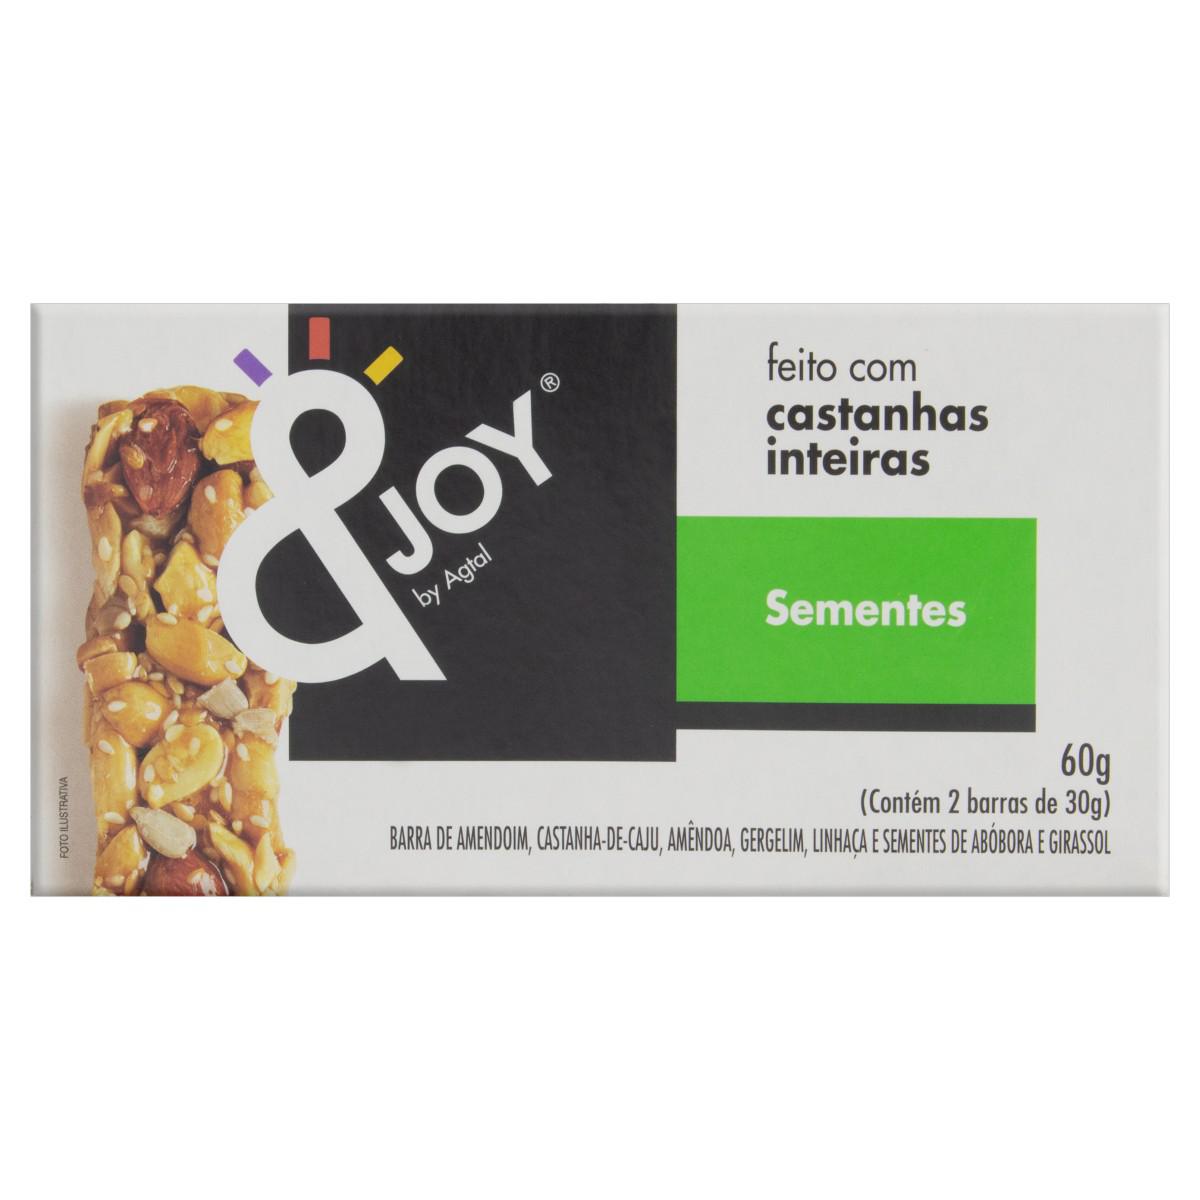 &JOY®
by Agtal
feito com
castanhas
inteiras
Sementes
60g
(Contém 2 barras de 30g)
BARRA DE AMENDOIM, CASTANHA-DE-CAJU, AMÊNDOA, GERGELIM, LINHAÇA E SEMENTES DE ABÓBORA E GIRASSOL
FOTO ILUSTRATIVA